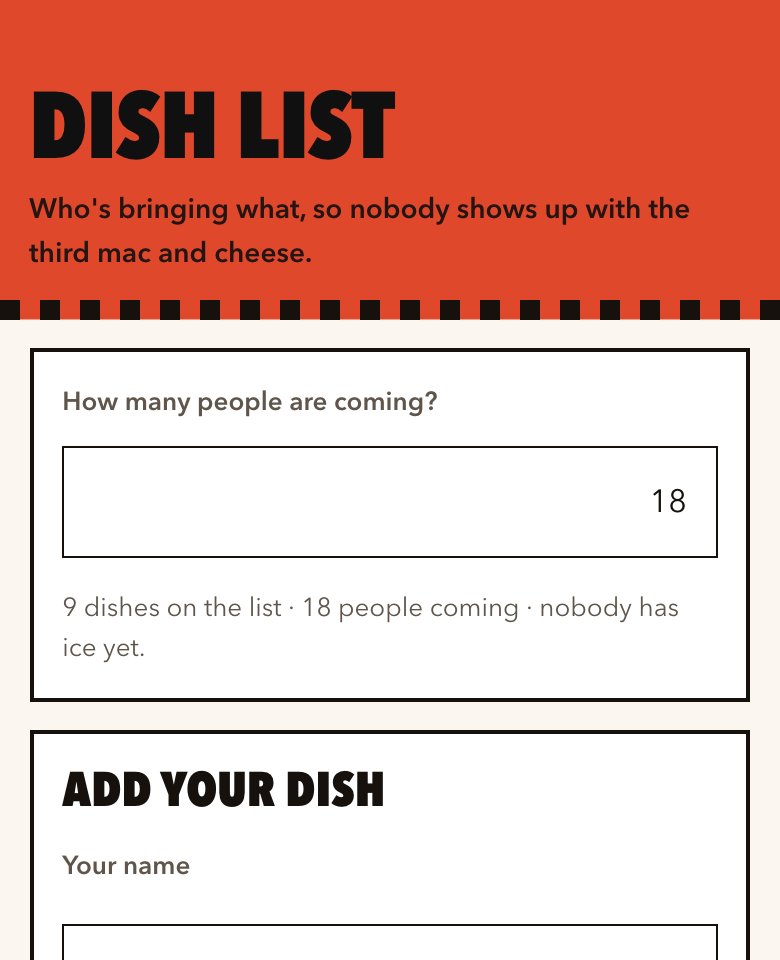 DISH LIST
Who's bringing what, so nobody shows up with the
third mac and cheese.
How many people are coming?
18
9 dishes on the list · 18 people coming · nobody has
ice yet.
ADD YOUR DISH
Your name